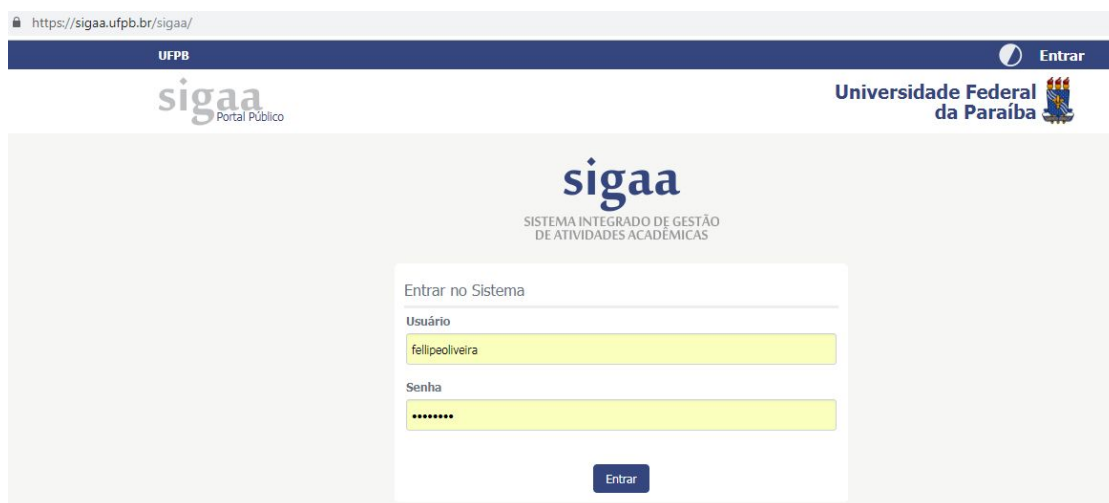 https://sigaa.ufpb.br/sigaa/
UFPB
Entrar
sigaa
Portal Público
Universidade Federal
da Paraíba
sigaa
SISTEMA INTEGRADO DE GESTÃO
DE ATIVIDADES ACADÊMICAS
Entrar no Sistema
Usuário
fellipeoliveira
Senha
••••••••
Entrar